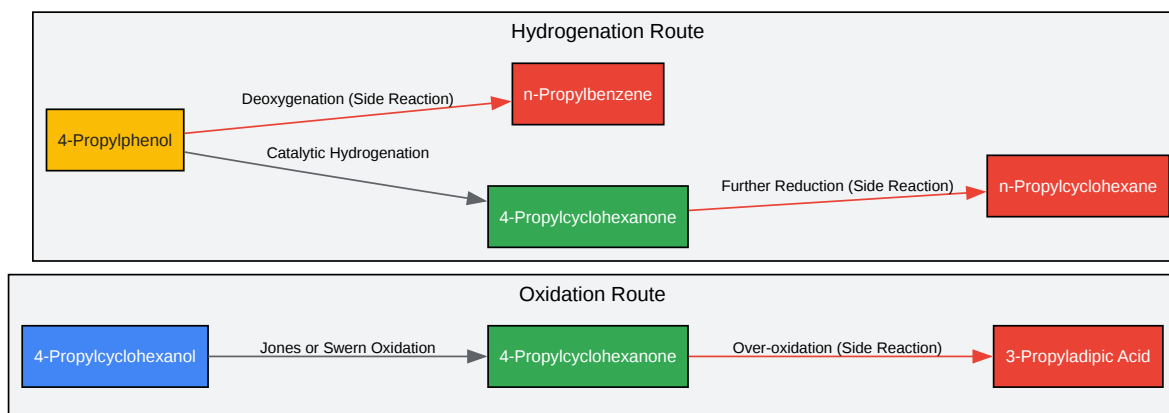 Hydrogenation Route
n-Propylbenzene
Deoxygenation (Side Reaction)
4-Propylphenol
Catalytic Hydrogenation
Further Reduction (Side Reaction)
n-Propylcyclohexane
4-Propylcyclohexanone
Oxidation Route
4-Propylcyclohexanol
Jones or Swern Oxidation
4-Propylcyclohexanone
Over-oxidation (Side Reaction)
3-Propyladipic Acid